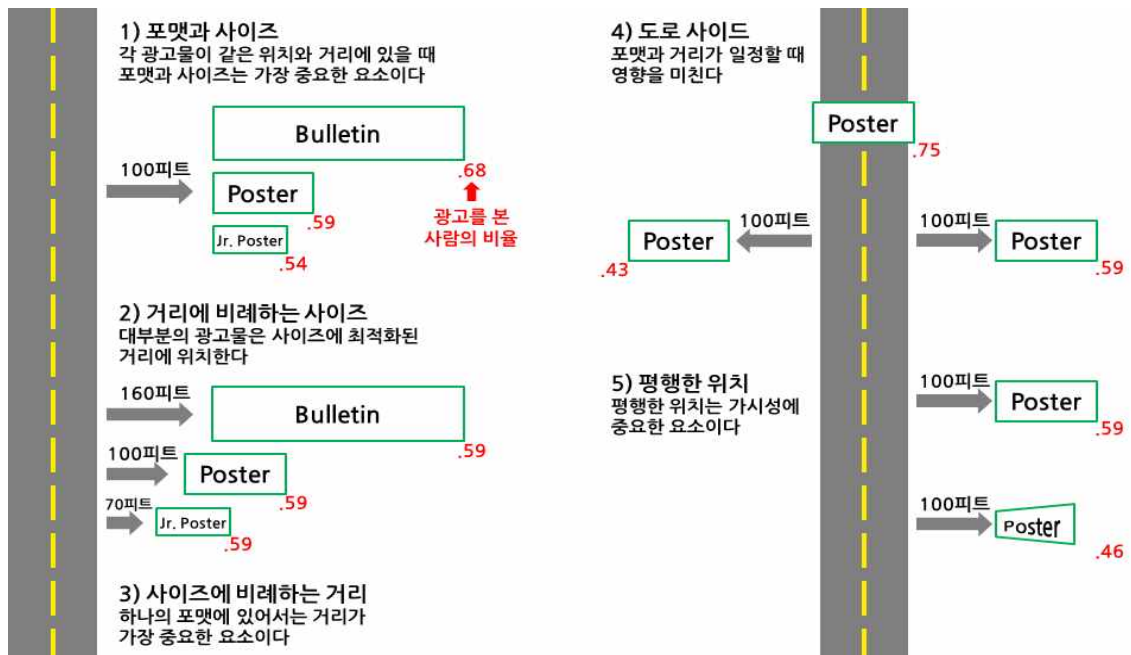 1) 포맷과 사이즈
각 광고물이 같은 위치와 거리에 있을 때
포맷과 사이즈는 가장 중요한 요소이다
Bulletin
.68
100피트
Poster
.59
Jr. Poster
.54
광고를 본
사람의 비율
2) 거리에 비례하는 사이즈
대부분의 광고물은 사이즈에 최적화된
거리에 위치한다
160피트
Bulletin
.59
100피트
Poster
.59
70피트
Jr. Poster
.59
3) 사이즈에 비례하는 거리
하나의 포맷에 있어서는 거리가
가장 중요한 요소이다
4) 도로 사이드
포맷과 거리가 일정할 때
영향을 미친다
Poster
.75
100피트
Poster
.43
100피트
Poster
.59
5) 평행한 위치
평행한 위치는 가시성에
중요한 요소이다
100피트
Poster
.59
100피트
Poster
.46